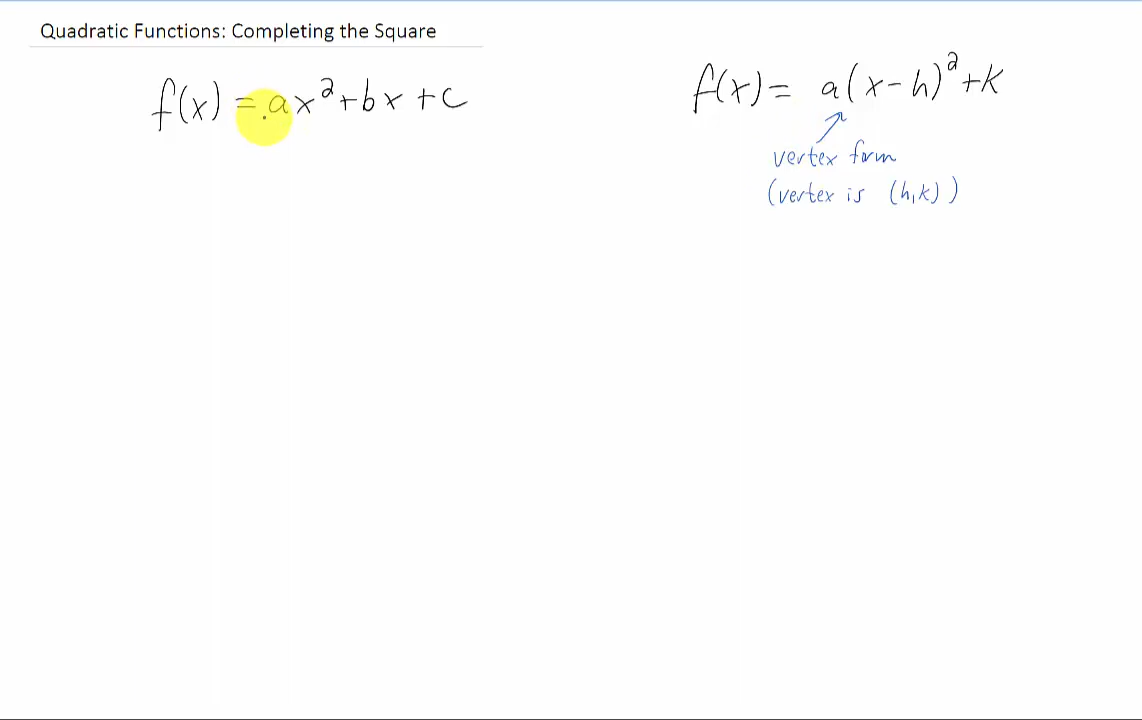 Quadratic Functions: Completing the Square
f(x) = ax²+bx+c
f(x) = a(x-h)²+k
vertex form
(vertex is (h,k))